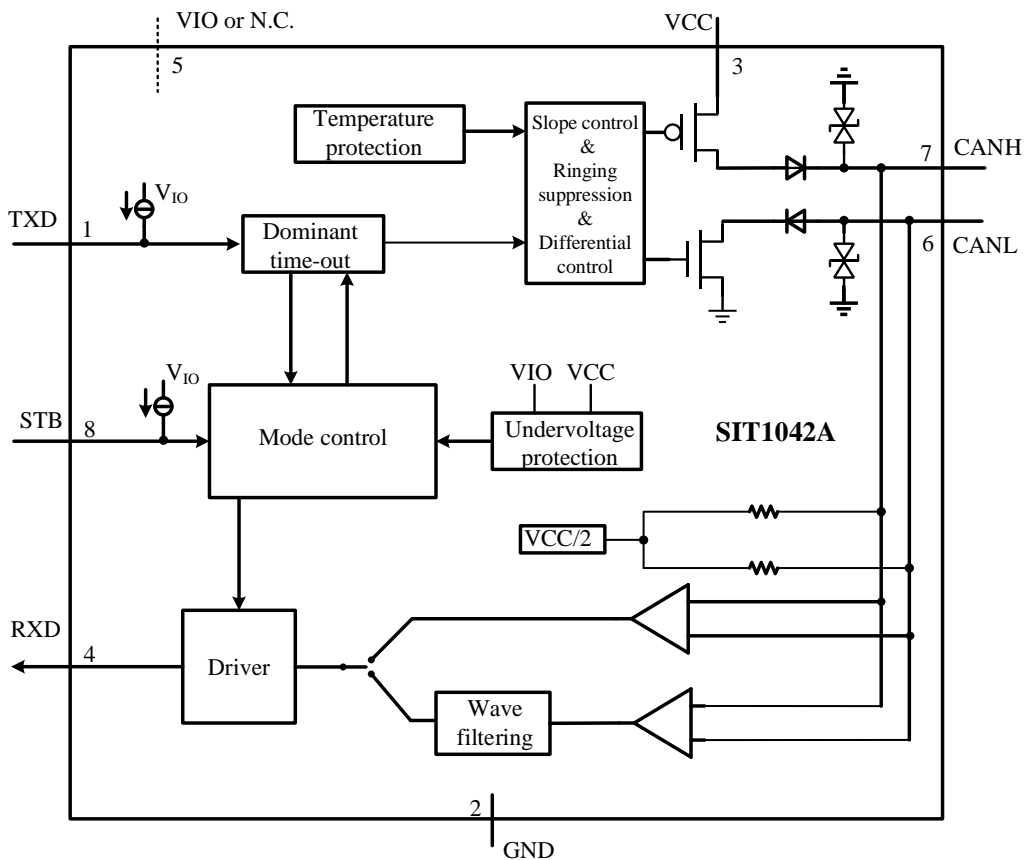 VIO or N.C.
VCC
5
3
Temperature
protection
Slope control
&
Ringing
suppression
&
Differential
control
7
CANH
VIO
TXD
1
Dominant
time-out
6
CANL
VIO
VIO
VCC
STB
8
Mode control
Undervoltage
protection
SIT1042A
VCC/2
RXD
4
Driver
Wave
filtering
2
GND